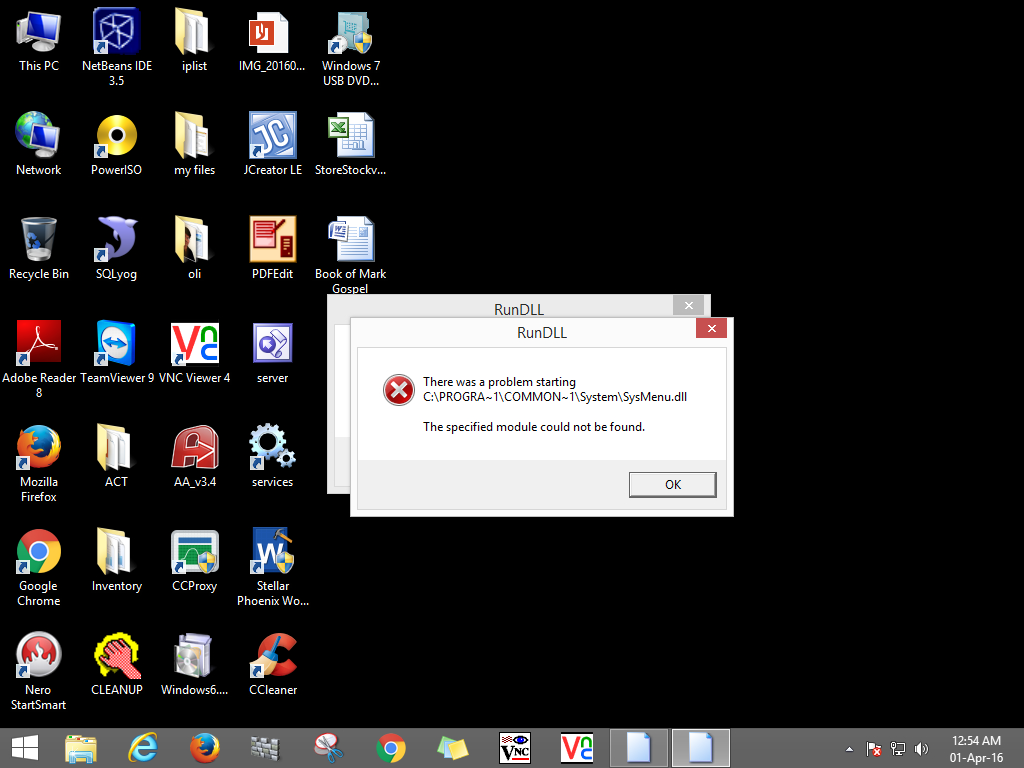 This PC
NetBeans IDE
3.5
iplist
IMG_20160...
Windows 7
USB DVD...
Network
PowerISO
my files
JCreator LE
StoreStockv...
Recycle Bin
SQLyog
oli
PDFEdit
Book of Mark
Gospel
RunDLL
RunDLL
There was a problem starting
C:\PROGRA~1\COMMON~1\System\SysMenu.dll
The specified module could not be found.
OK
Adobe Reader
8
TeamViewer 9
VNC Viewer 4
server
Mozilla
Firefox
ACT
AA_v3.4
services
Google
Chrome
Inventory
CCProxy
Stellar
Phoenix Wo...
Nero
StartSmart
CLEANUP
Windows6....
CCleaner
12:54 AM
01-Apr-16